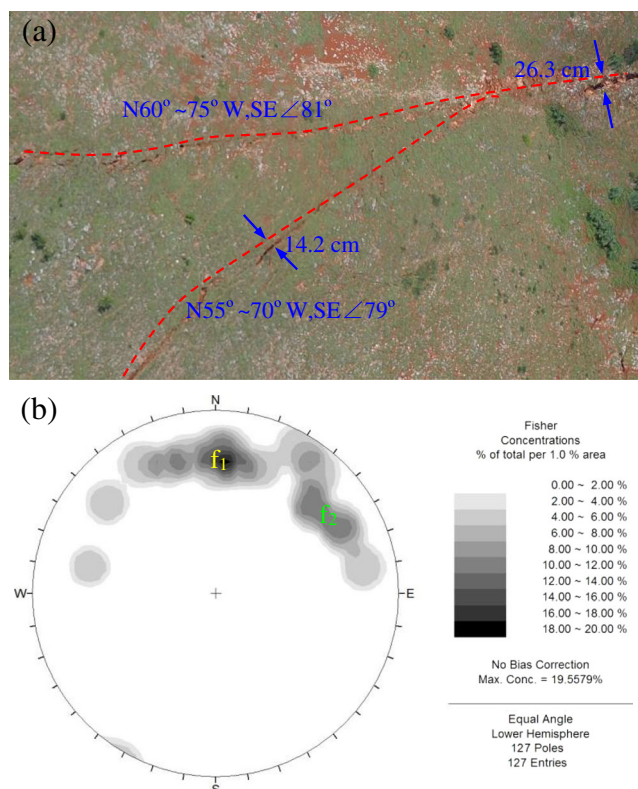 (a)
26.3 cm
N60° ~75° W,SE∠81°
14.2 cm
N55° ~70° W,SE∠79°
(b)
N
f₁
f₂
W
E
S
Fisher
Concentrations
% of total per 1.0 % area
0.00 ~ 2.00 %
2.00 ~ 4.00 %
4.00 ~ 6.00 %
6.00 ~ 8.00 %
8.00 ~ 10.00 %
10.00 ~ 12.00 %
12.00 ~ 14.00 %
14.00 ~ 16.00 %
16.00 ~ 18.00 %
18.00 ~ 20.00 %
No Bias Correction
Max. Conc. = 19.5579%
Equal Angle
Lower Hemisphere
127 Poles
127 Entries